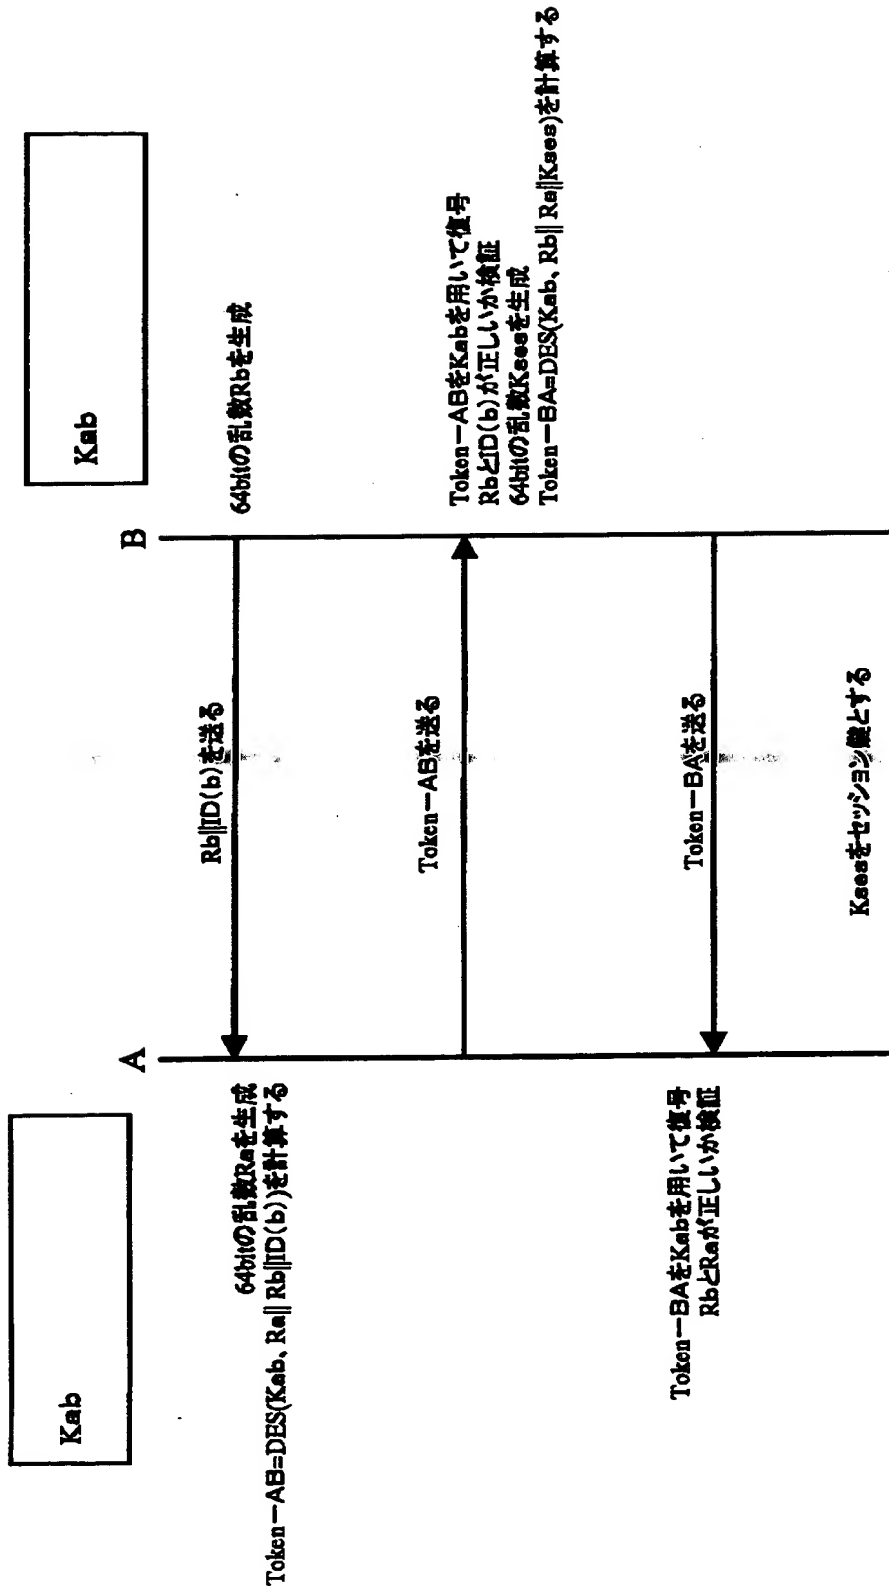 Kab
Kab
A
B
64bitの乱数Rbを生成
Rb||ID(b)を送る
64bitの乱数Raを生成
Token-AB=DES(Kab、Ra||Rb||ID(b))を計算する
Token-ABを送る
Token-ABをKabを用いて復号
RbとID(b)が正しいか検証
64bitの乱数Ksesを生成
Token-BA=DES(Kab、Rb||Ra||Kses)を計算する
Token-BAを送る
Token-BAをKabを用いて復号
RbとRaが正しいか検証
Ksesをセッション鍵とする